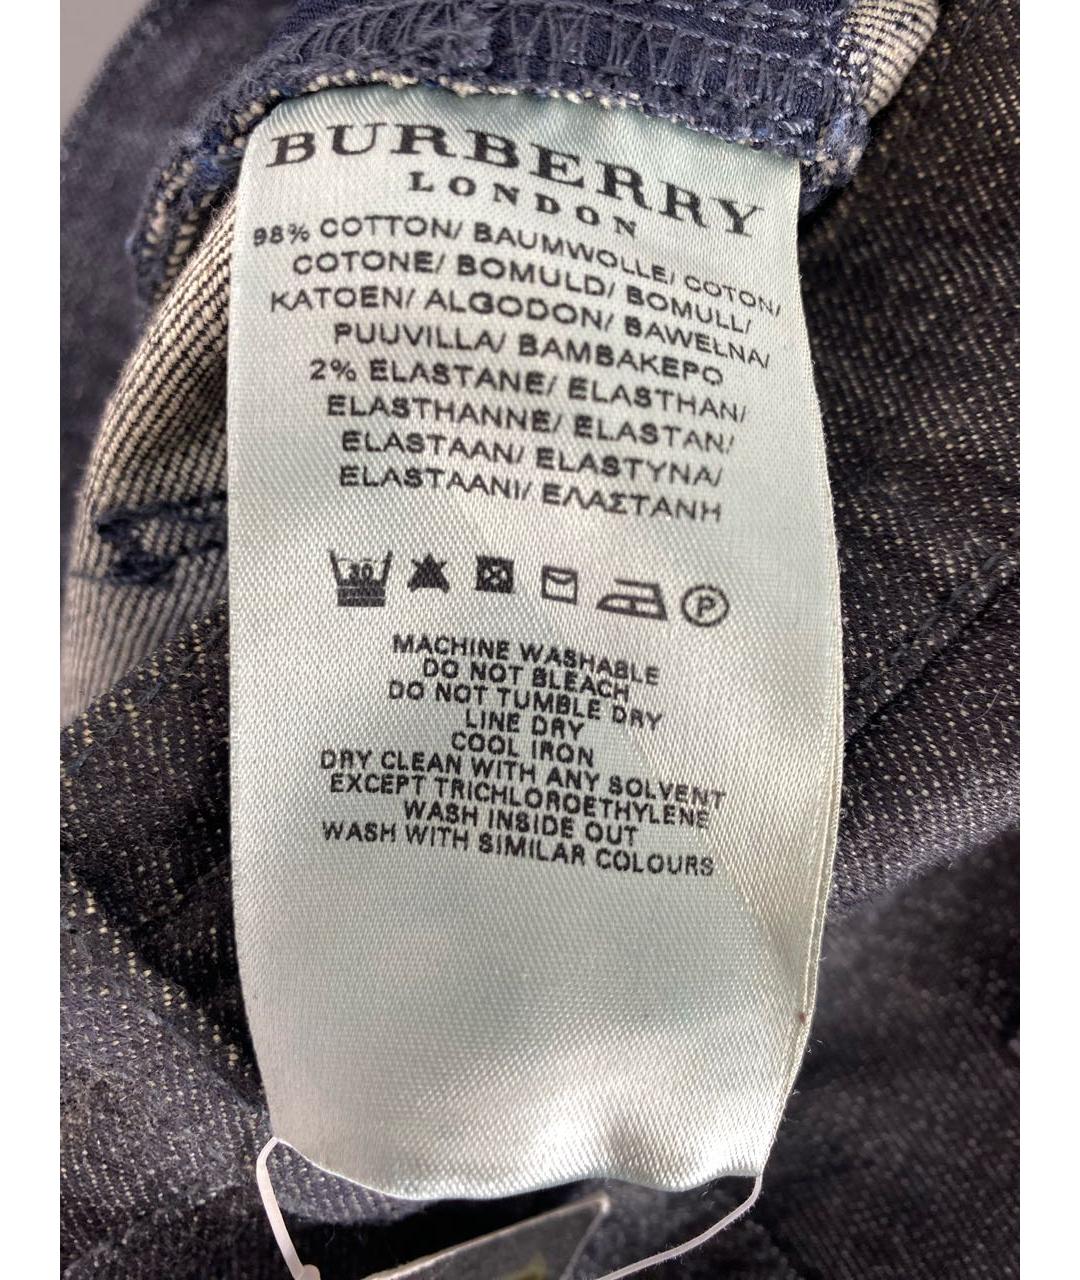 BURBERRY
LONDON
98% COTTON/ BAUMWOLLE/ COTON/
COTONE/ BOMULD/ BOMULL/
KATOEN/ ALGODON/ BAWEŁNA/
PUUVILLA/ BAMBAKEPO
2% ELASTANE/ ELASTHAN/
ELASTHANNE/ ELASTAN/
ELASTAAN/ ELASTYNA/
ELASTAANI/ ΕΛΑΣΤΑΝΗ
30 P
MACHINE WASHABLE
DO NOT BLEACH
DO NOT TUMBLE DRY
LINE DRY
COOL IRON
DRY CLEAN WITH ANY SOLVENT
EXCEPT TRICHLOROETHYLENE
WASH INSIDE OUT
WASH WITH SIMILAR COLOURS